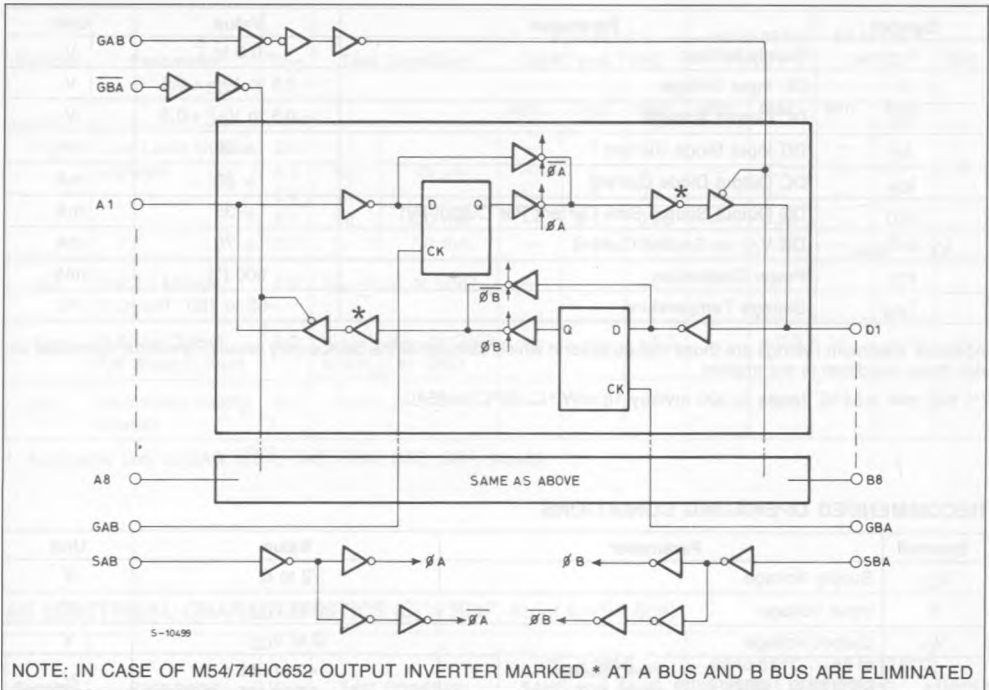 GAB
G̅B̅A̅
A1
D Q
CK
ØA̅
ØA̅
*
ØB̅
ØB
*
Q D
CK
D1
A8
SAME AS ABOVE
B8
GAB
GBA
SAB
ØA
ØB
SBA
ØA̅
ØB̅
S-10499
NOTE: IN CASE OF M54/74HC652 OUTPUT INVERTER MARKED * AT A BUS AND B BUS ARE ELIMINATED